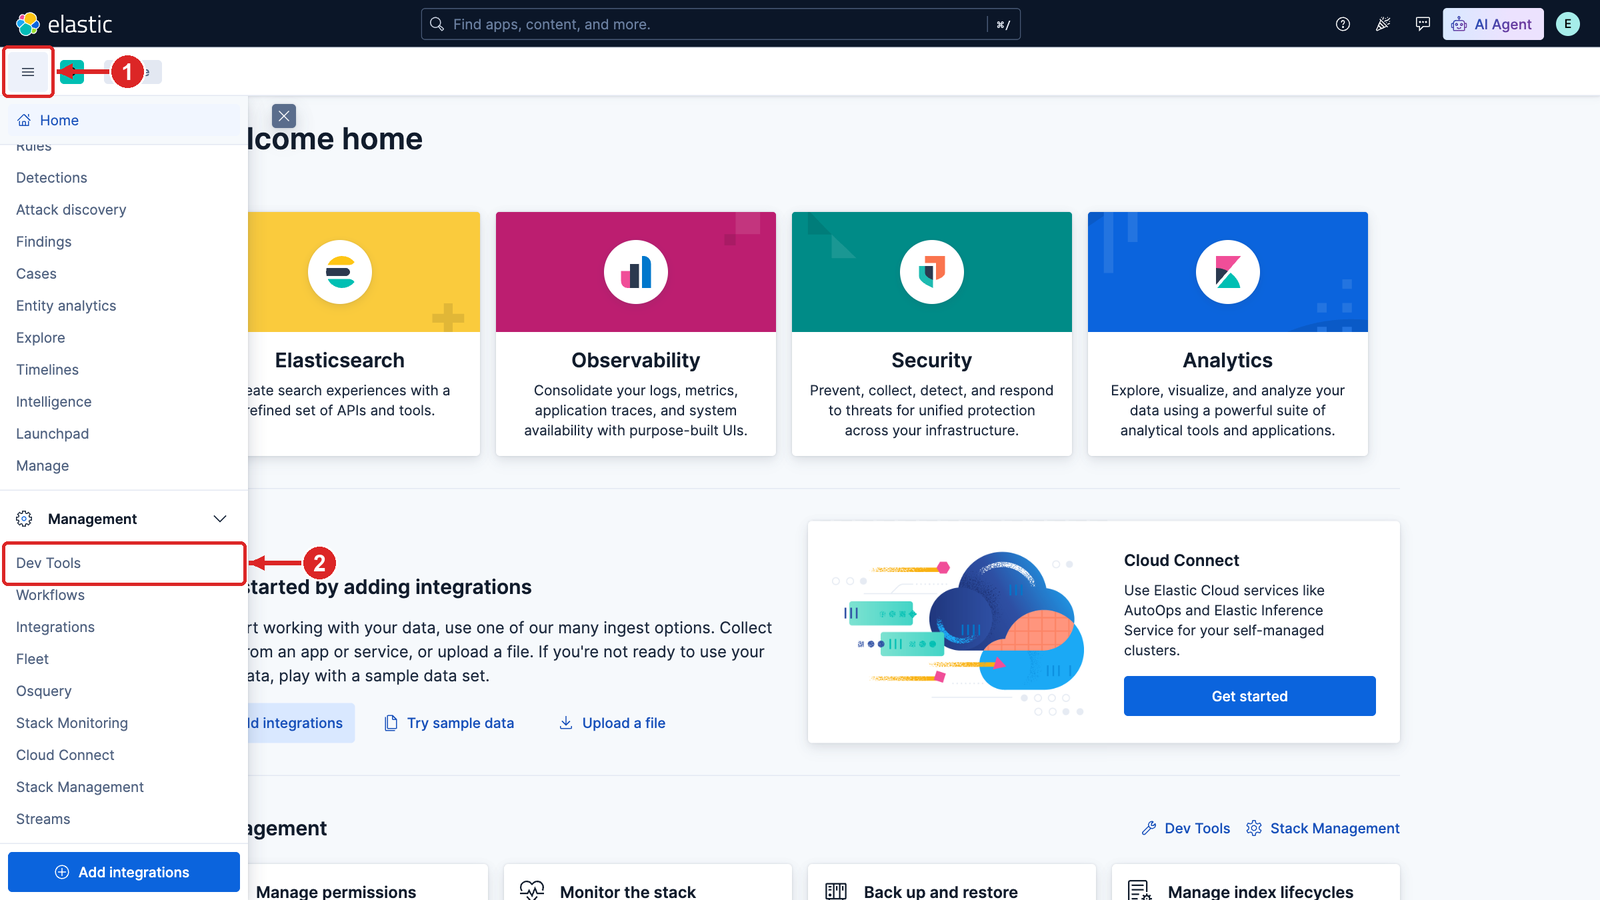 elastic
Find apps, content, and more.
⌘/
AI Agent
E
1
Home
Rules
Detections
Attack discovery
Findings
Cases
Entity analytics
Explore
Timelines
Intelligence
Launchpad
Manage
Management
Dev Tools
2
Workflows
Integrations
Fleet
Osquery
Stack Monitoring
Cloud Connect
Stack Management
Streams
Add integrations
lcome home
Elasticsearch
eate search experiences with a
refined set of APIs and tools.
Observability
Consolidate your logs, metrics,
application traces, and system
availability with purpose-built UIs.
Security
Prevent, collect, detect, and respond
to threats for unified protection
across your infrastructure.
Analytics
Explore, visualize, and analyze your
data using a powerful suite of
analytical tools and applications.
started by adding integrations
rt working with your data, use one of our many ingest options. Collect
rom an app or service, or upload a file. If you're not ready to use your
ata, play with a sample data set.
dd integrations
Try sample data
Upload a file
Cloud Connect
Use Elastic Cloud services like
AutoOps and Elastic Inference
Service for your self-managed
clusters.
Get started
agement
Dev Tools
Stack Management
Manage permissions
Monitor the stack
Back up and restore
Manage index lifecycles